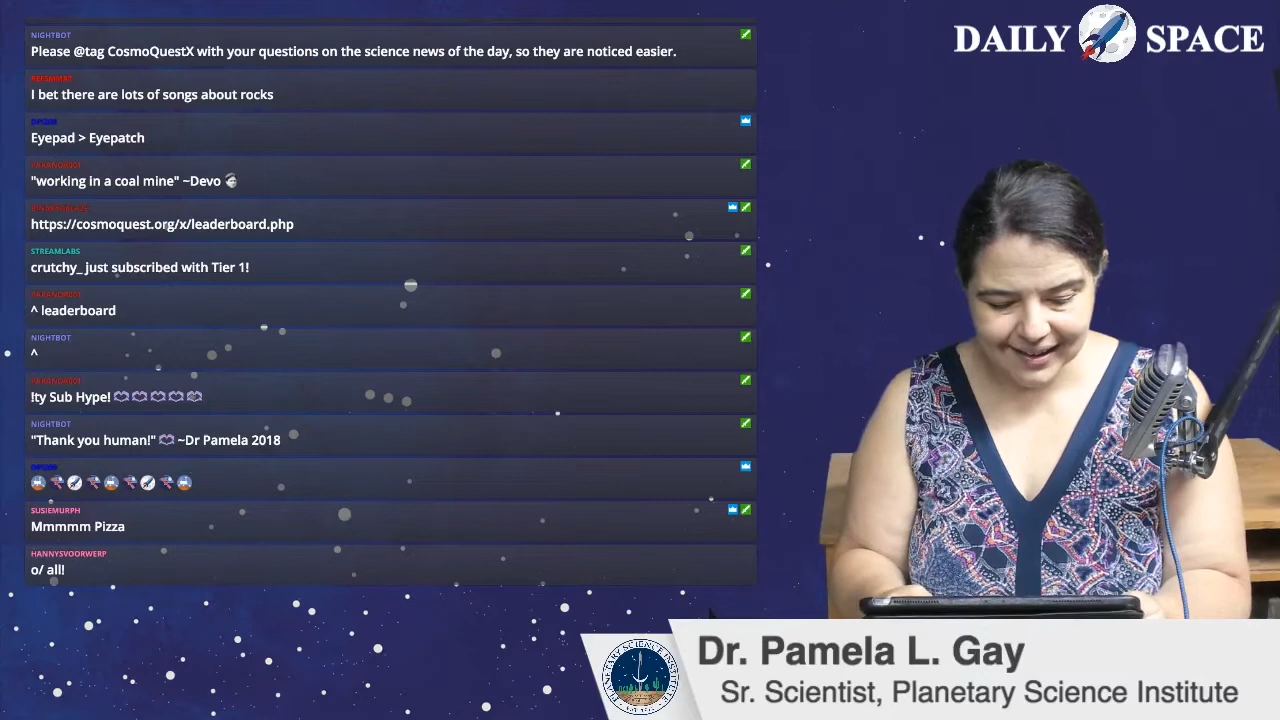 NIGHTBOT
Please @tag CosmoQuestX with your questions on the science news of the day, so they are noticed easier.
BEESMMAT
I bet there are lots of songs about rocks
Eyepad > Eyepatch
"working in a coal mine" ~Devo
https://cosmoquest.org/x/leaderboard.php
STREAMLABS
crutchy_ just subscribed with Tier 1!
^ leaderboard
NIGHTBOT
^
!ty Sub Hype!
NIGHTBOT
"Thank you human!" ~Dr Pamela 2018
SUSIEMURPH
Mmmmm Pizza
HANNYSVOORWERP
o/ all!
DAILY SPACE
Dr. Pamela L. Gay
Sr. Scientist, Planetary Science Institute